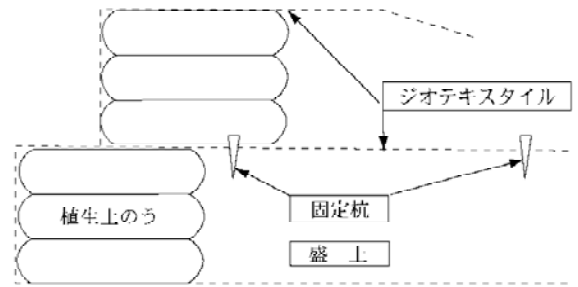 ジオテキスタイル
植生土のう
固定杭
盛　土